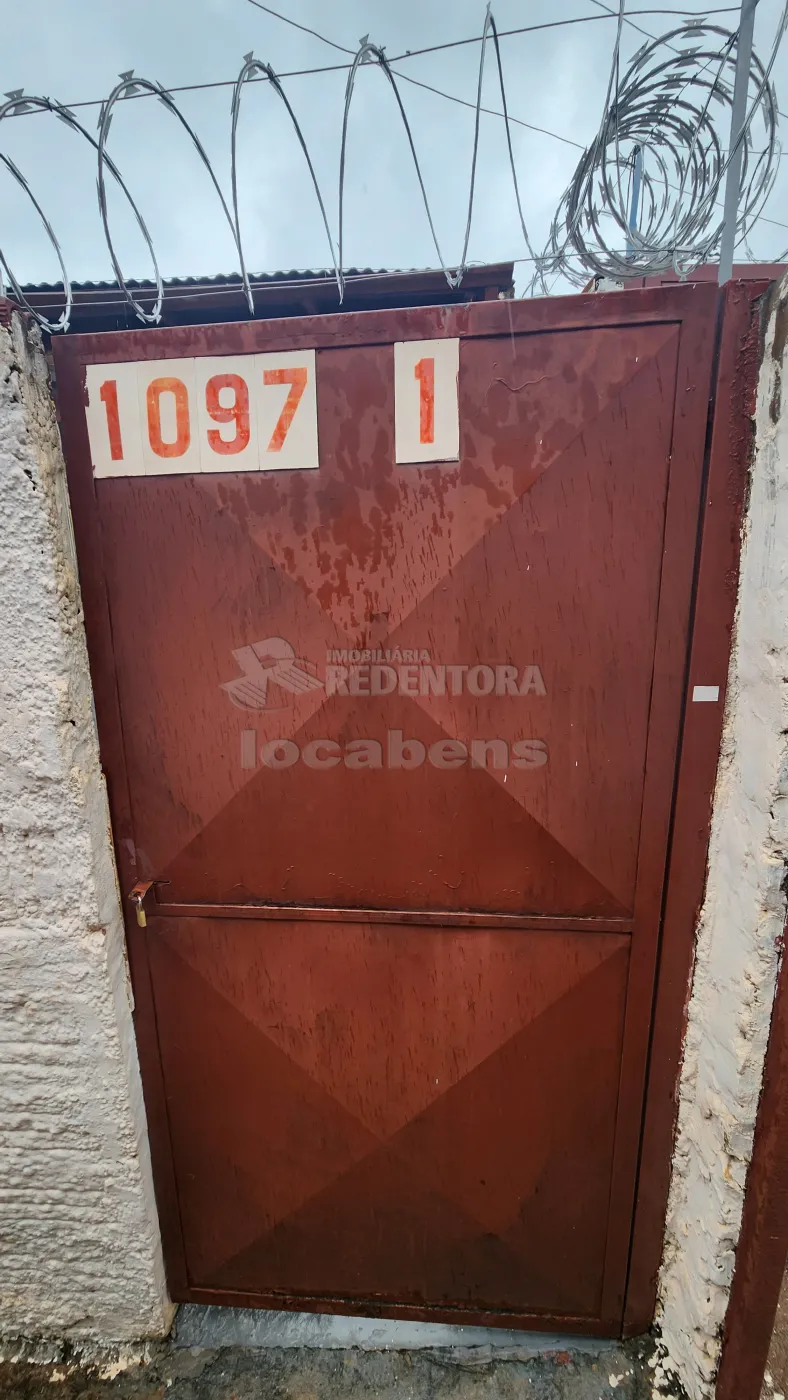 1097 1
IMOBILIÁRIA
REDENTORA
locabens